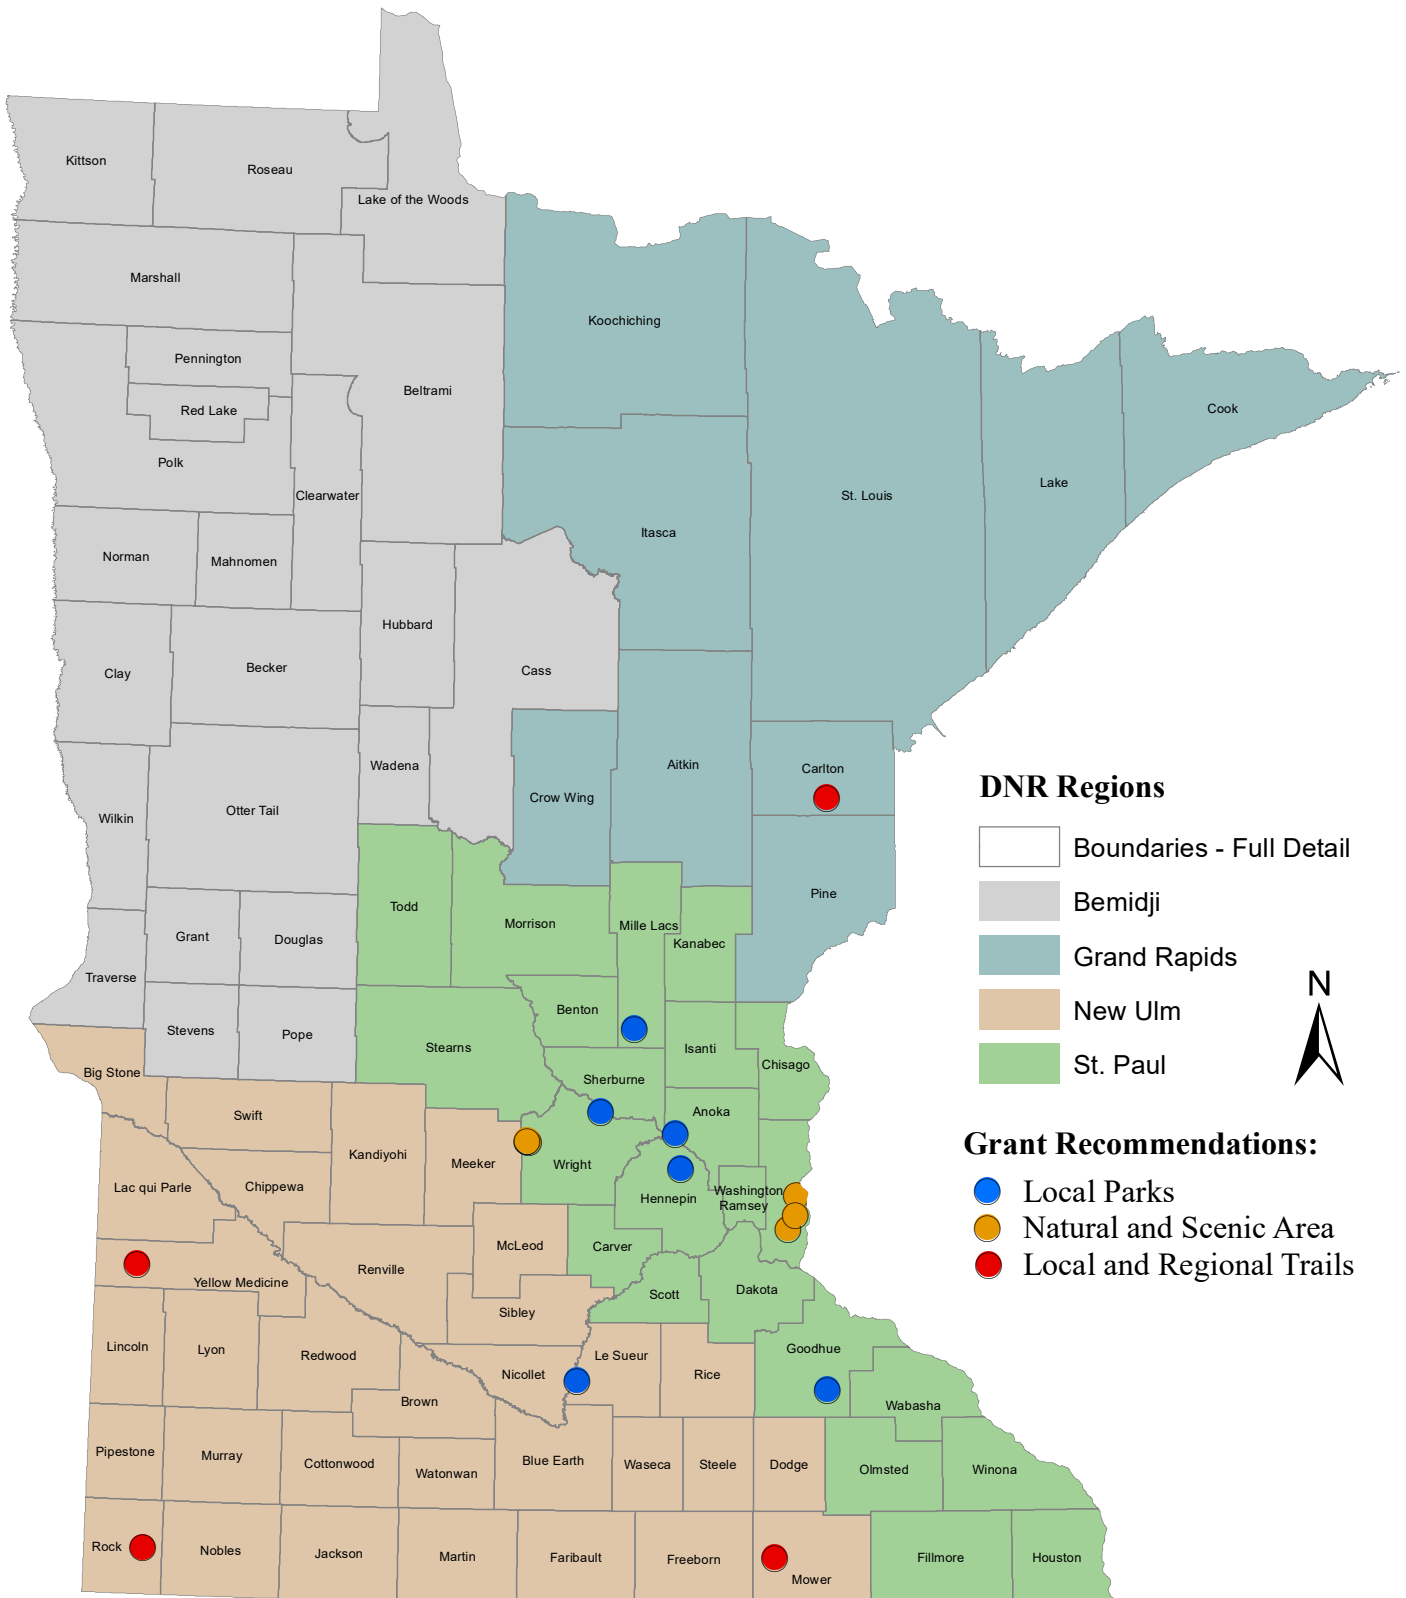 Kittson
Roseau
Lake of the Woods
Marshall
Koochiching
Pennington
Beltrami
Red Lake
Cook
Polk
Lake
Clearwater
St. Louis
Itasca
Norman
Mahnomen
Hubbard
Becker
Clay
Cass
Wadena
Aitkin
Carlton
Crow Wing
Otter Tail
Wilkin
Pine
Todd
Morrison
Mille Lacs
Grant
Douglas
Kanabec
Traverse
Benton
Stevens
Pope
Stearns
Isanti
Chisago
Big Stone
Sherburne
Swift
Anoka
Kandiyohi
Meeker
Wright
Lac qui Parle
Chippewa
Washington
Hennepin
Ramsey
McLeod
Carver
Renville
Yellow Medicine
Dakota
Scott
Sibley
Lincoln
Lyon
Redwood
Le Sueur
Goodhue
Nicollet
Rice
Brown
Wabasha
Pipestone
Murray
Cottonwood
Watonwan
Blue Earth
Waseca
Steele
Dodge
Olmsted
Winona
Rock
Nobles
Jackson
Martin
Faribault
Freeborn
Mower
Fillmore
Houston
DNR Regions
Boundaries - Full Detail
Bemidji
Grand Rapids
New Ulm
St. Paul
N
Grant Recommendations:
Local Parks
Natural and Scenic Area
Local and Regional Trails